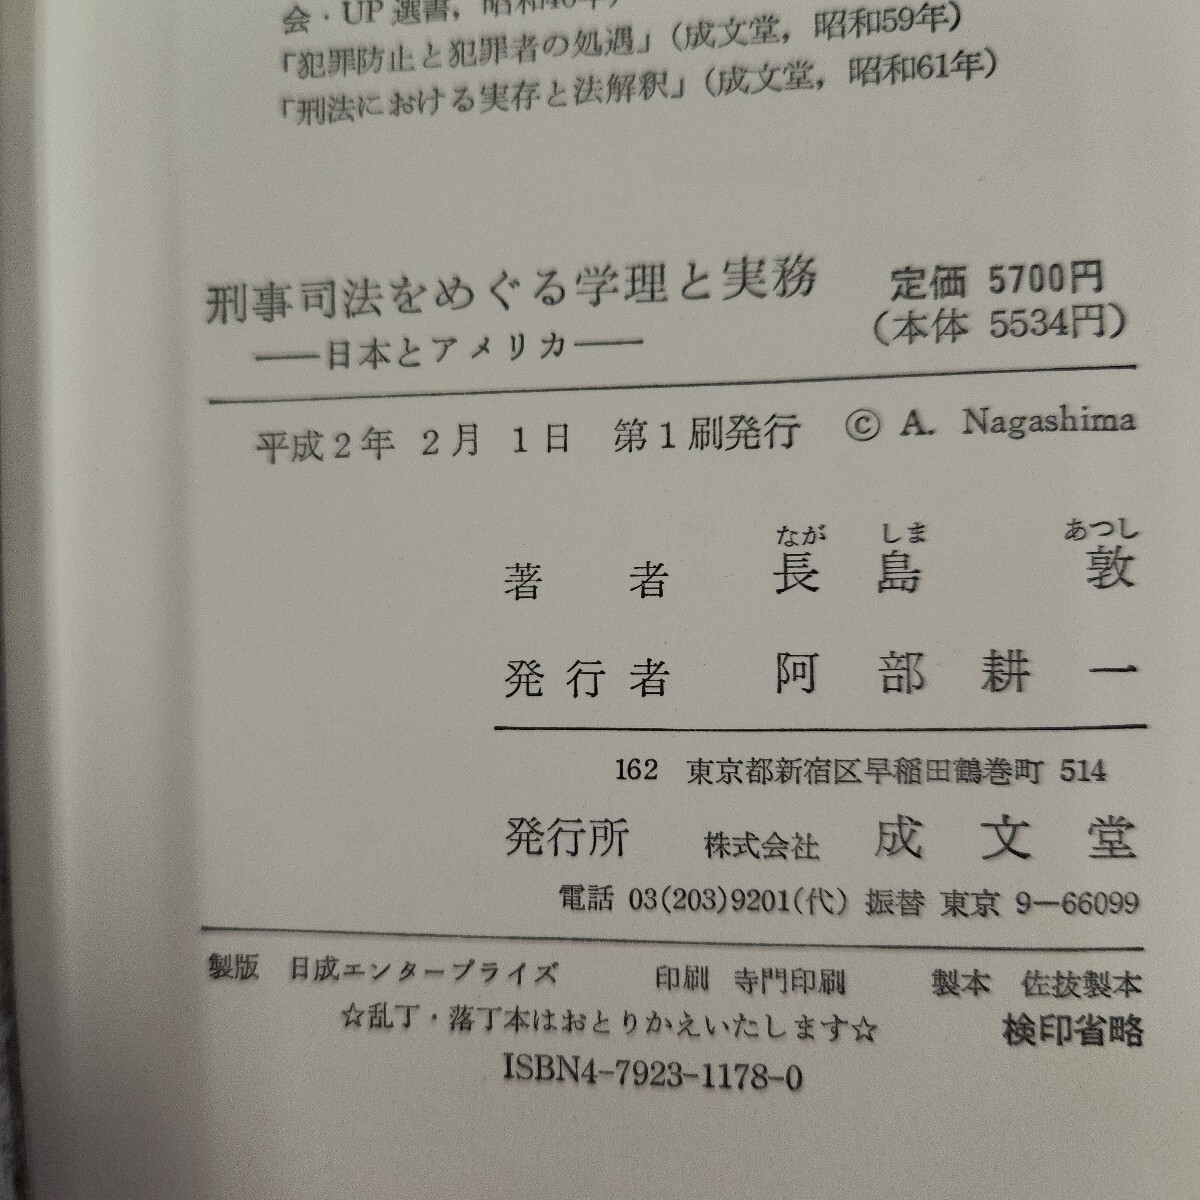 会・UP 選書, 昭和
「犯罪防止と犯罪者の処遇」(成文堂, 昭和59年)
「刑法における実存と法解釈」(成文堂, 昭和61年)
刑事司法をめぐる学理と実務 定価 5700円
――日本とアメリカ―― (本体 5534円)
平成2年 2月 1日 第1刷発行 © A. Nagashima
なが しま あつし
著者 長島 敦
発行者 阿部耕一
162 東京都新宿区早稲田鶴巻町 514
発行所 株式会社 成文堂
電話 03(203)9201(代) 振替 東京 9-66099
製版 日成エンタープライズ 印刷 寺門印刷 製本 佐抜製本
☆乱丁・落丁本はおとりかえいたします☆ 検印省略
ISBN4-7923-1178-0